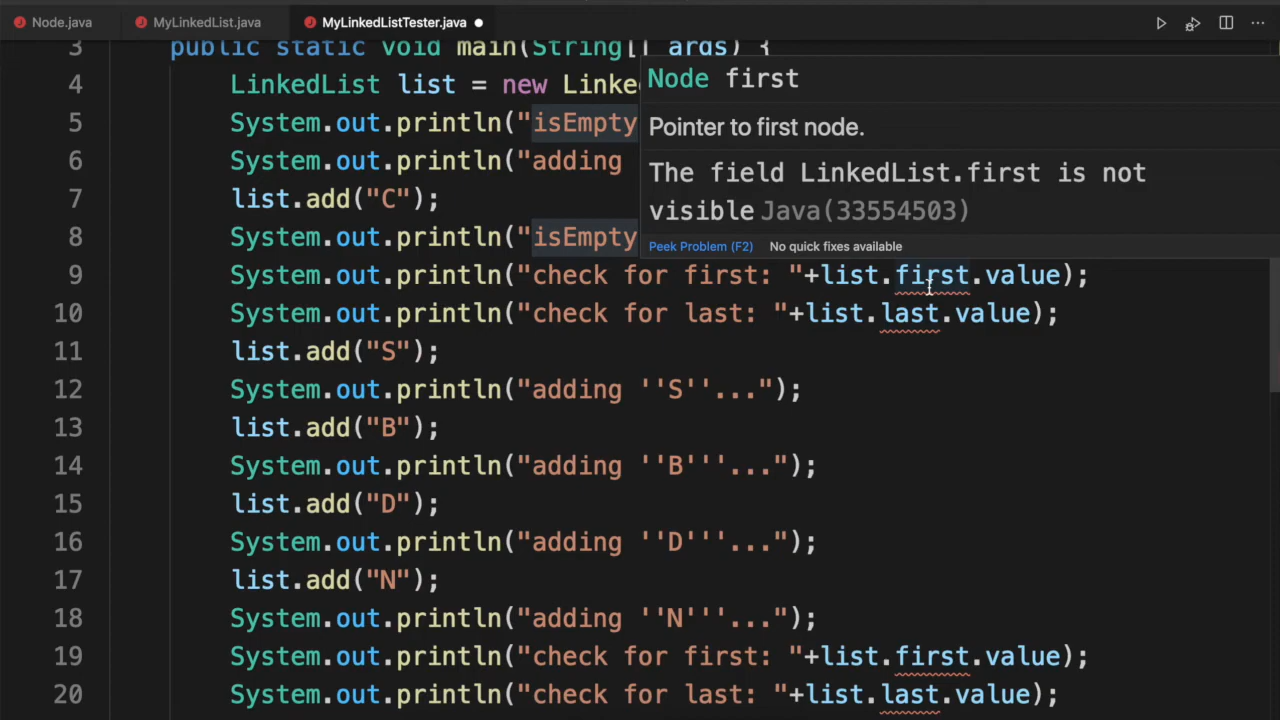 Node.java MyLinkedList.java MyLinkedListTester.java
3 public static void main(String[] args) {
4 LinkedList list = new Linke
5 System.out.println("isEmpty
6 System.out.println("adding
7 list.add("C");
8 System.out.println("isEmpty
Node first
Pointer to first node.
The field LinkedList.first is not
visible Java(33554503)
Peek Problem (F2) No quick fixes available
9 System.out.println("check for first: "+list.first.value);
10 System.out.println("check for last: "+list.last.value);
11 list.add("S");
12 System.out.println("adding ''S''...");
13 list.add("B");
14 System.out.println("adding ''B'''...");
15 list.add("D");
16 System.out.println("adding ''D'''...");
17 list.add("N");
18 System.out.println("adding ''N'''...");
19 System.out.println("check for first: "+list.first.value);
20 System.out.println("check for last: "+list.last.value);